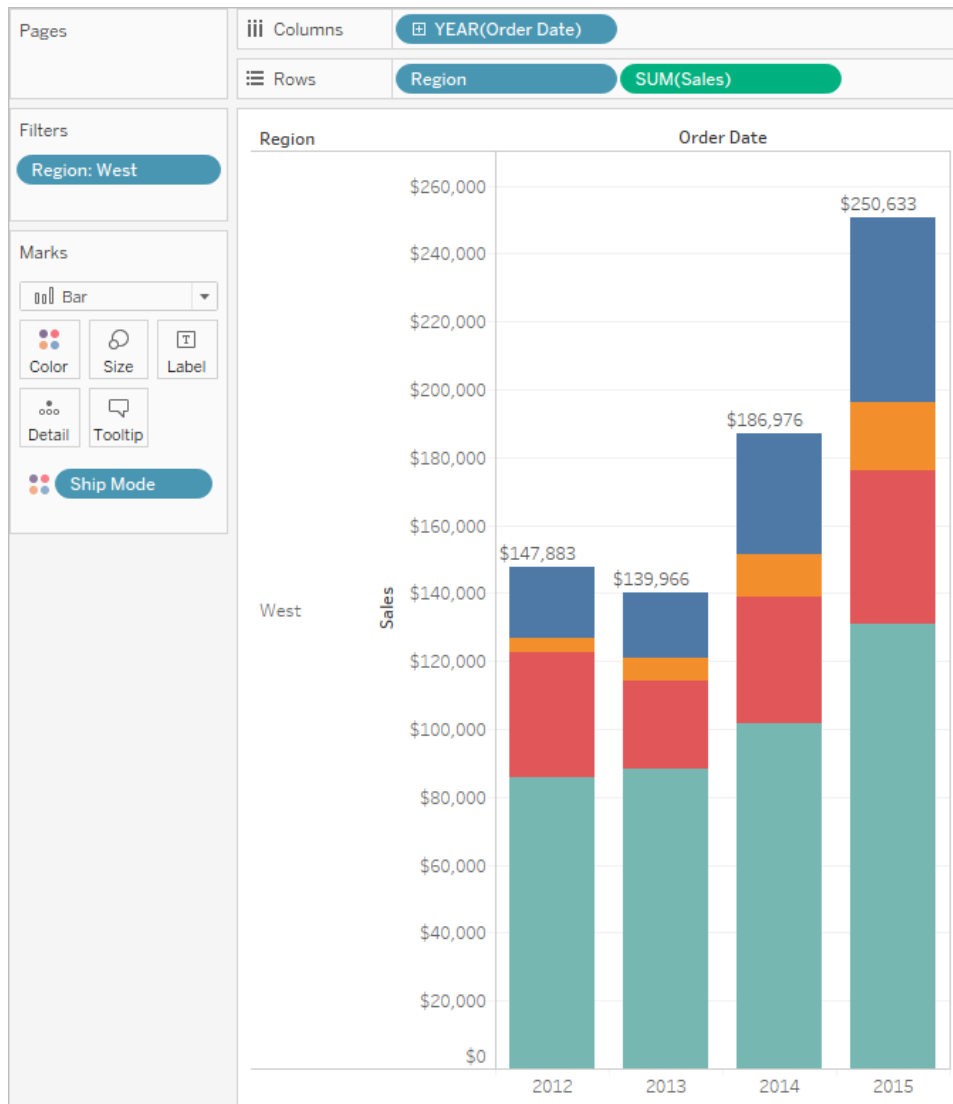 Pages
Columns
YEAR(Order Date)
Rows
Region
SUM(Sales)
Filters
Region: West
Marks
Bar
Color
Size
T
Label
Detail
Tooltip
Ship Mode
Region
Order Date
$260,000
$240,000
$220,000
$200,000
$180,000
$160,000
$140,000
$120,000
$100,000
$80,000
$60,000
$40,000
$20,000
$0
Sales
West
$147,883
$139,966
$186,976
$250,633
2012
2013
2014
2015